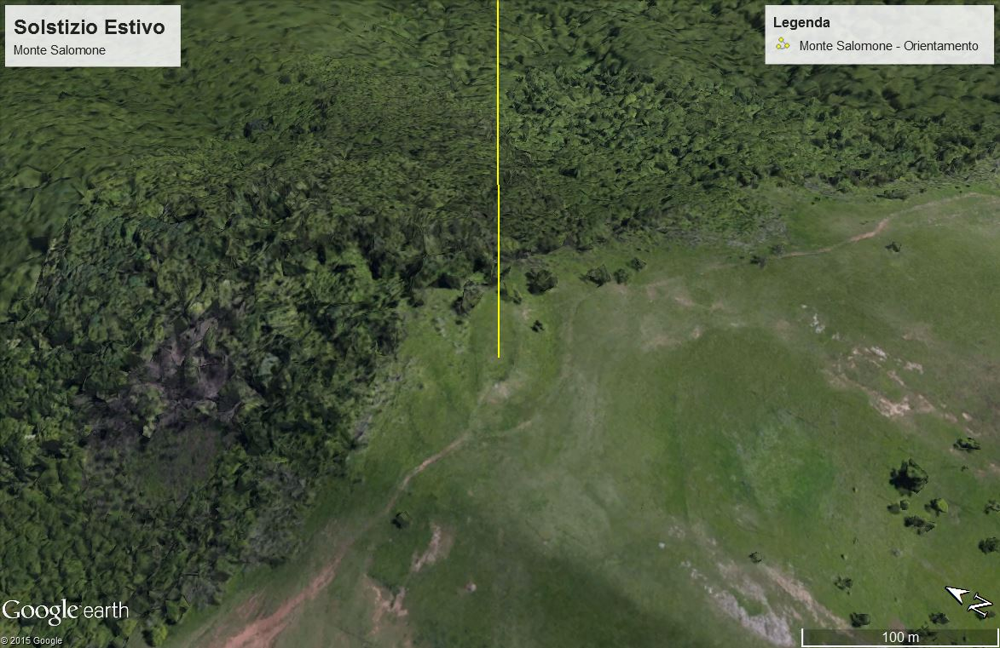 Solstizio Estivo
Monte Salomone
Legenda
Monte Salomone - Orientamento
N
Google earth
© 2015 Google
100 m